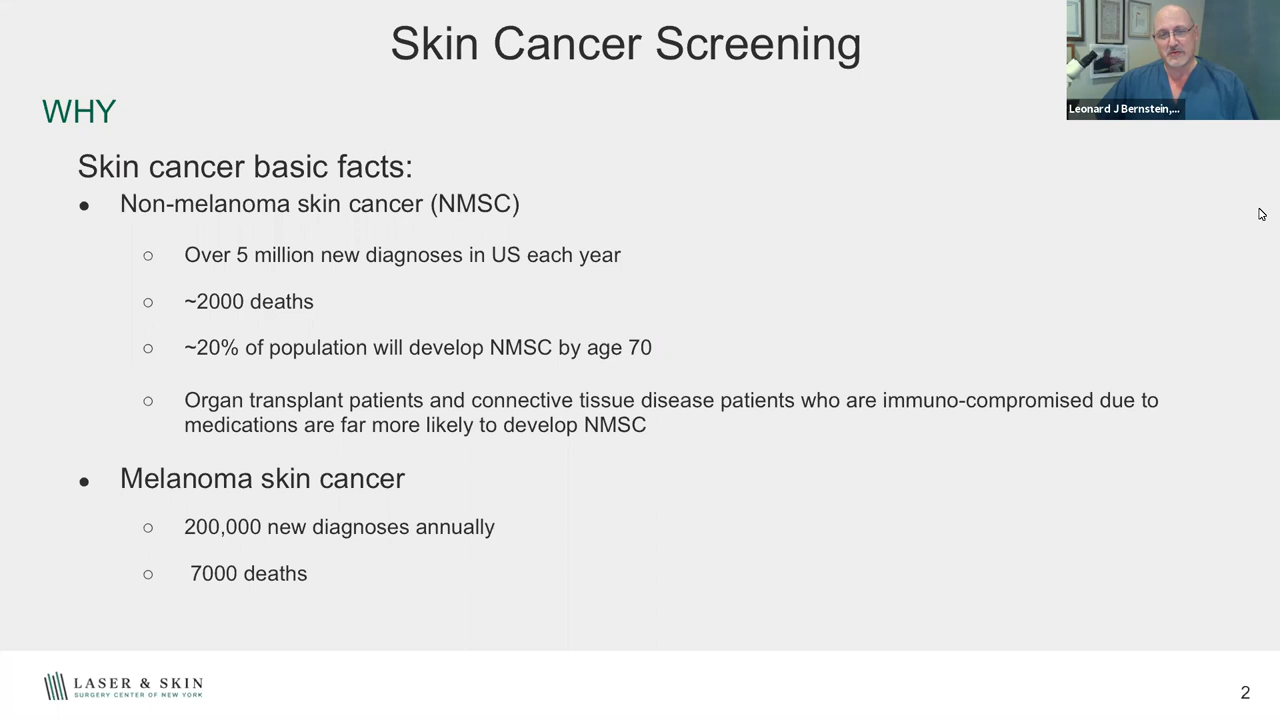 Skin Cancer Screening
Leonard J Bernstein,...
WHY
Skin cancer basic facts:
● Non-melanoma skin cancer (NMSC)
○ Over 5 million new diagnoses in US each year
○ ~2000 deaths
○ ~20% of population will develop NMSC by age 70
○ Organ transplant patients and connective tissue disease patients who are immuno-compromised due to
medications are far more likely to develop NMSC
● Melanoma skin cancer
○ 200,000 new diagnoses annually
○ 7000 deaths
LASER & SKIN
SURGERY CENTER OF NEW YORK
2